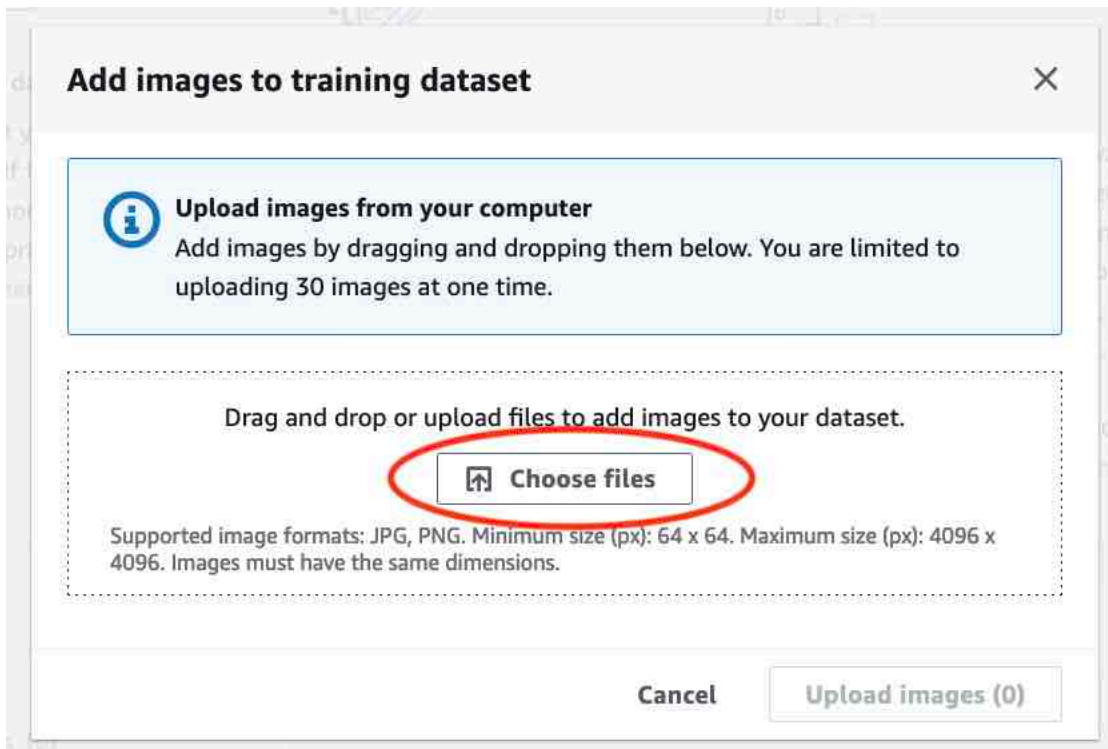 Add images to training dataset
Upload images from your computer
Add images by dragging and dropping them below. You are limited to
uploading 30 images at one time.
Drag and drop or upload files to add images to your dataset.
Choose files
Supported image formats: JPG, PNG. Minimum size (px): 64 x 64. Maximum size (px): 4096 x
4096. Images must have the same dimensions.
Cancel
Upload images (0)